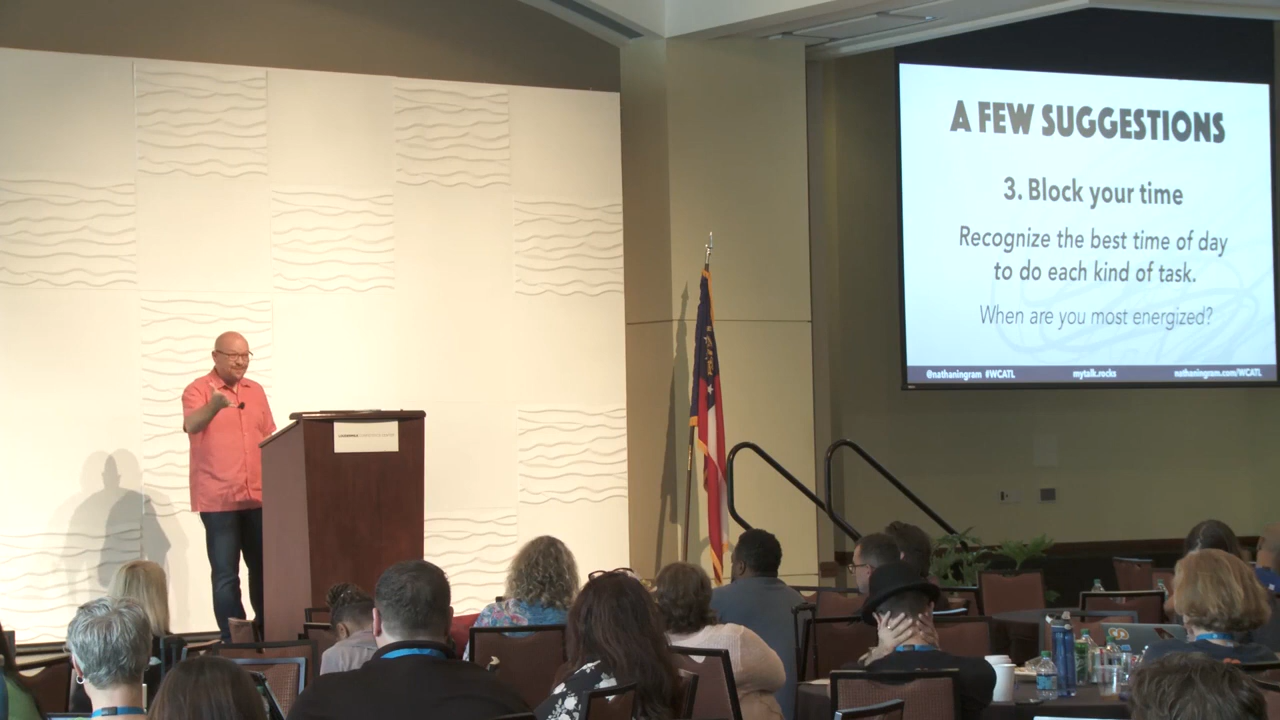 A FEW SUGGESTIONS
3. Block your time
Recognize the best time of day
to do each kind of task.
When are you most energized?
@nathaningram #WCATL
mytalk.rocks
nathaningram.com/WCATL